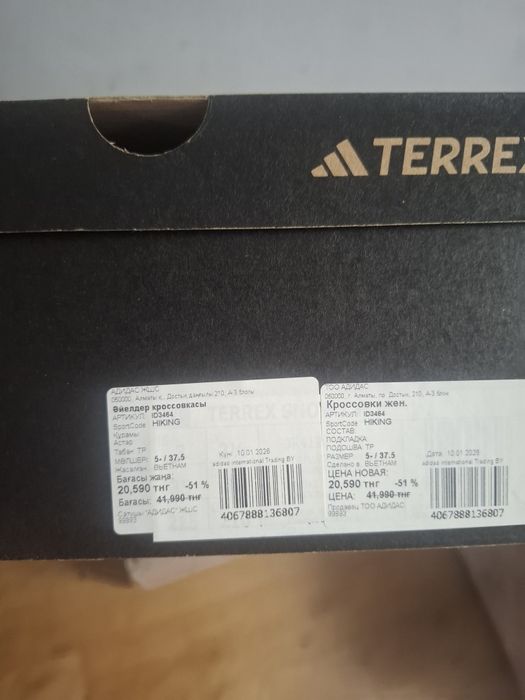 TERREX
АДИДАС ЖШС
050000, Алматы қ., Достық даңғылы 210, А-3 блогы
Әйелдер кроссовкасы
АРТИКУЛ: ID3464
SportCode HIKING
Құрамы
Астар
Табан TP
МӨЛШЕРІ: 5- / 37.5
Жасалған ВЬЕТНАМ
Күні 10.01.2026
adidas International Trading BV
Бағасы жаңа:
20,590 тнг -51 %
Бағасы: 41,990 тнг
Сатушы "АДИДАС" ЖШС
99993
4067888136807
ТОО АДИДАС
050000, г. Алматы, пр. Достык, 210, А-3 блок
Кроссовки жен.
АРТИКУЛ: ID3464
SportCode HIKING
СОСТАВ:
ПОДКЛАДКА
ПОДОШВА TP
РАЗМЕР 5- / 37.5
Сделано в ВЬЕТНАМ
Дата 10.01.2026
adidas International Trading BV
ЦЕНА НОВАЯ:
20,590 тнг -51 %
ЦЕНА: 41,990 тнг
Продавец ТОО АДИДАС
99993
4067888136807